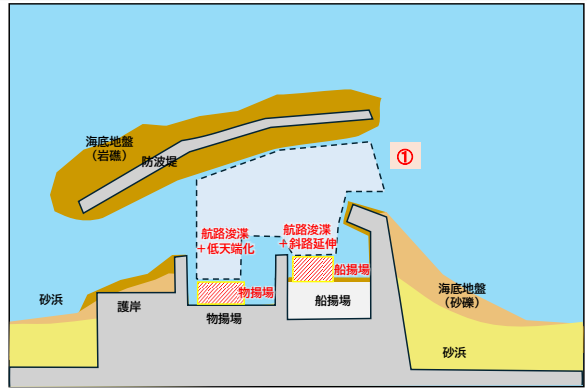 海底地盤
（岩礁）
防波堤
①
航路浚渫
＋低天端化
航路浚渫
＋斜路延伸
船揚場
物揚場
砂浜
護岸
物揚場
船揚場
海底地盤
（砂礫）
砂浜